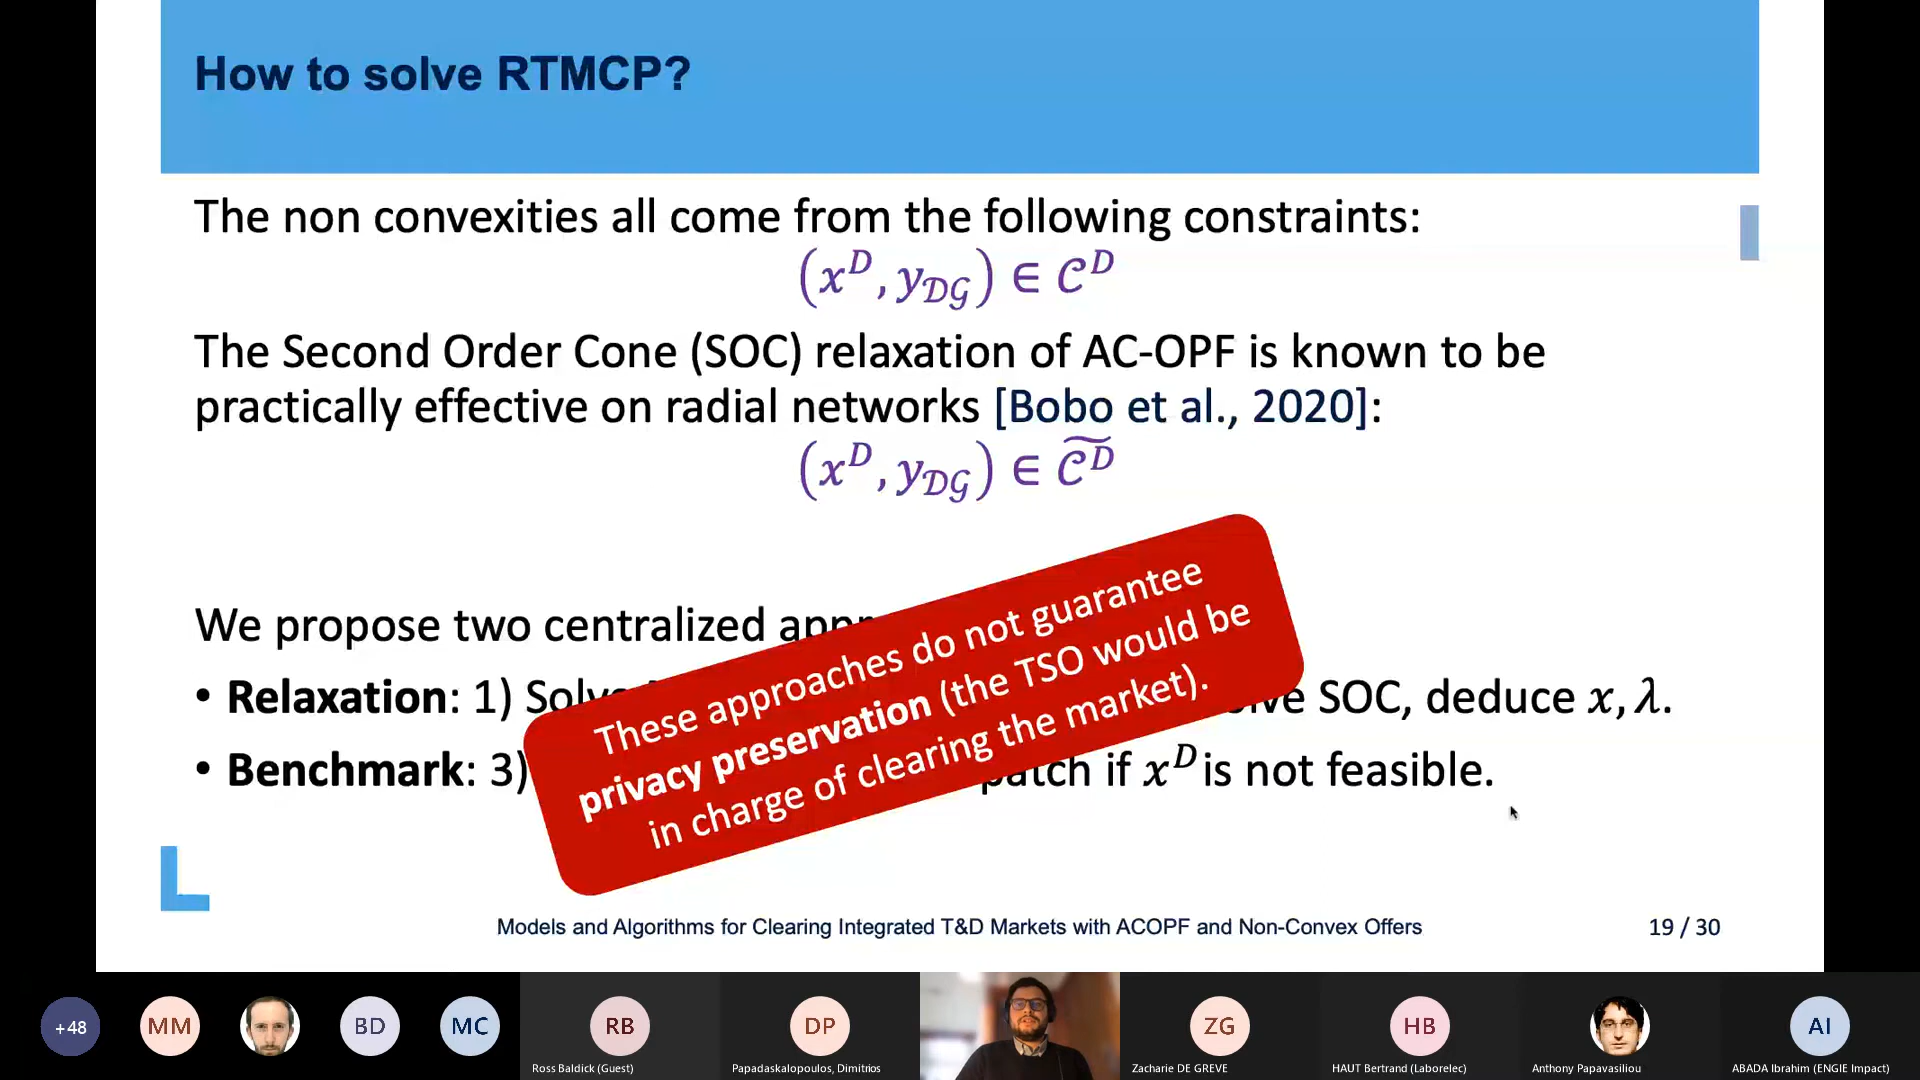 How to solve RTMCP?
The non convexities all come from the following constraints:
(x^D, y_𝒟𝒢) ∈ 𝒞^D
The Second Order Cone (SOC) relaxation of AC-OPF is known to be
practically effective on radial networks [Bobo et al., 2020]:
(x^D, y_𝒟𝒢) ∈ 𝒞^D̃
We propose two centralized
• Relaxation: 1) SOC, deduce x, λ.
• Benchmark: 3) if x^D is not feasible.
These approaches do not guarantee
privacy preservation (the TSO would be
in charge of clearing the market).
Models and Algorithms for Clearing Integrated T&D Markets with ACOPF and Non-Convex Offers
19 / 30
+48
MM
BD
MC
RB
Ross Baldick (Guest)
DP
Papadaskalopoulos, Dimitrios
ZG
Zacharie DE GREVE
HB
HAUT Bertrand (Laborelec)
Anthony Papavasiliou
AI
ABADA Ibrahim (ENGIE Impact)